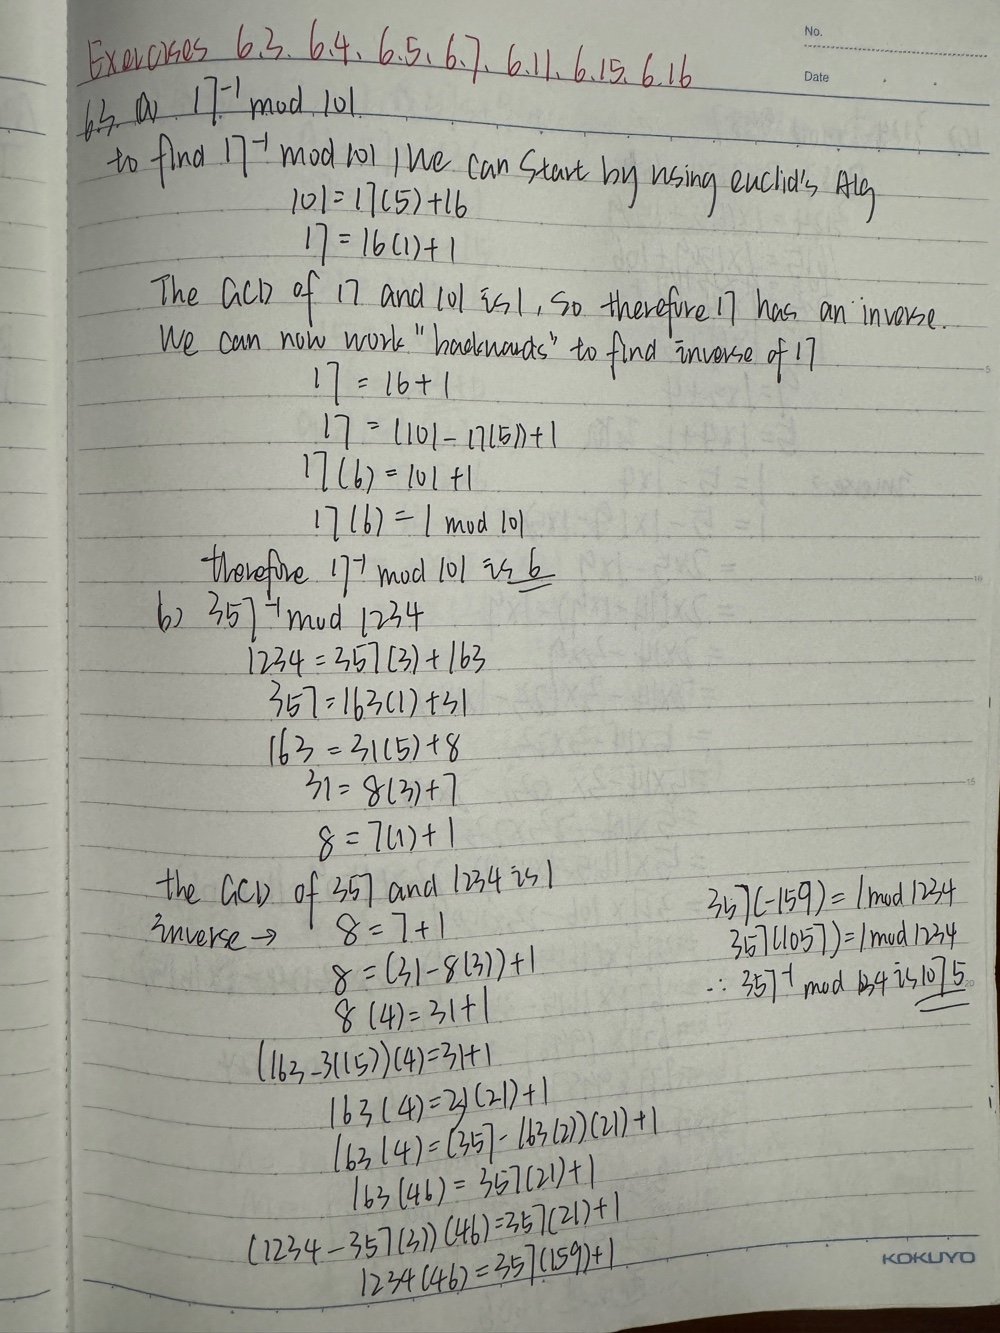 No.
Date
Exercises 6.3. 6.4. 6.5. 6.7. 6.11. 6.15. 6.16
6.3. a) 17⁻¹ mod 101
to find 17⁻¹ mod 101, we can start by using euclid's Alg
101=17(5)+16
17=16(1)+1
The GCD of 17 and 101 is 1, so therefore 17 has an inverse.
We can now work "backwards" to find inverse of 17
17 = 16+1
17 = (101-17(5))+1
17(6)=101+1
17(6)=1 mod 101
therefore 17⁻¹ mod 101 is 6
b) 357⁻¹ mod 1234
1234=357(3)+163
357=163(1)+31
163=31(5)+8
31=8(3)+7
8=7(1)+1
the GCD of 357 and 1234 is 1
inverse → 8=7+1
8=(31-8(3))+1
8(4)=31+1
(163-31(5))(4)=31+1
163(4)=31(21)+1
163(4)=(357-163(2))(21)+1
163(46)=357(21)+1
(1234-357(3))(46)=357(21)+1
1234(46)=357(159)+1
357(-159)=1 mod 1234
357(1057)=1 mod 1234
∴ 357⁻¹ mod 1234 is 1075
KOKUYO